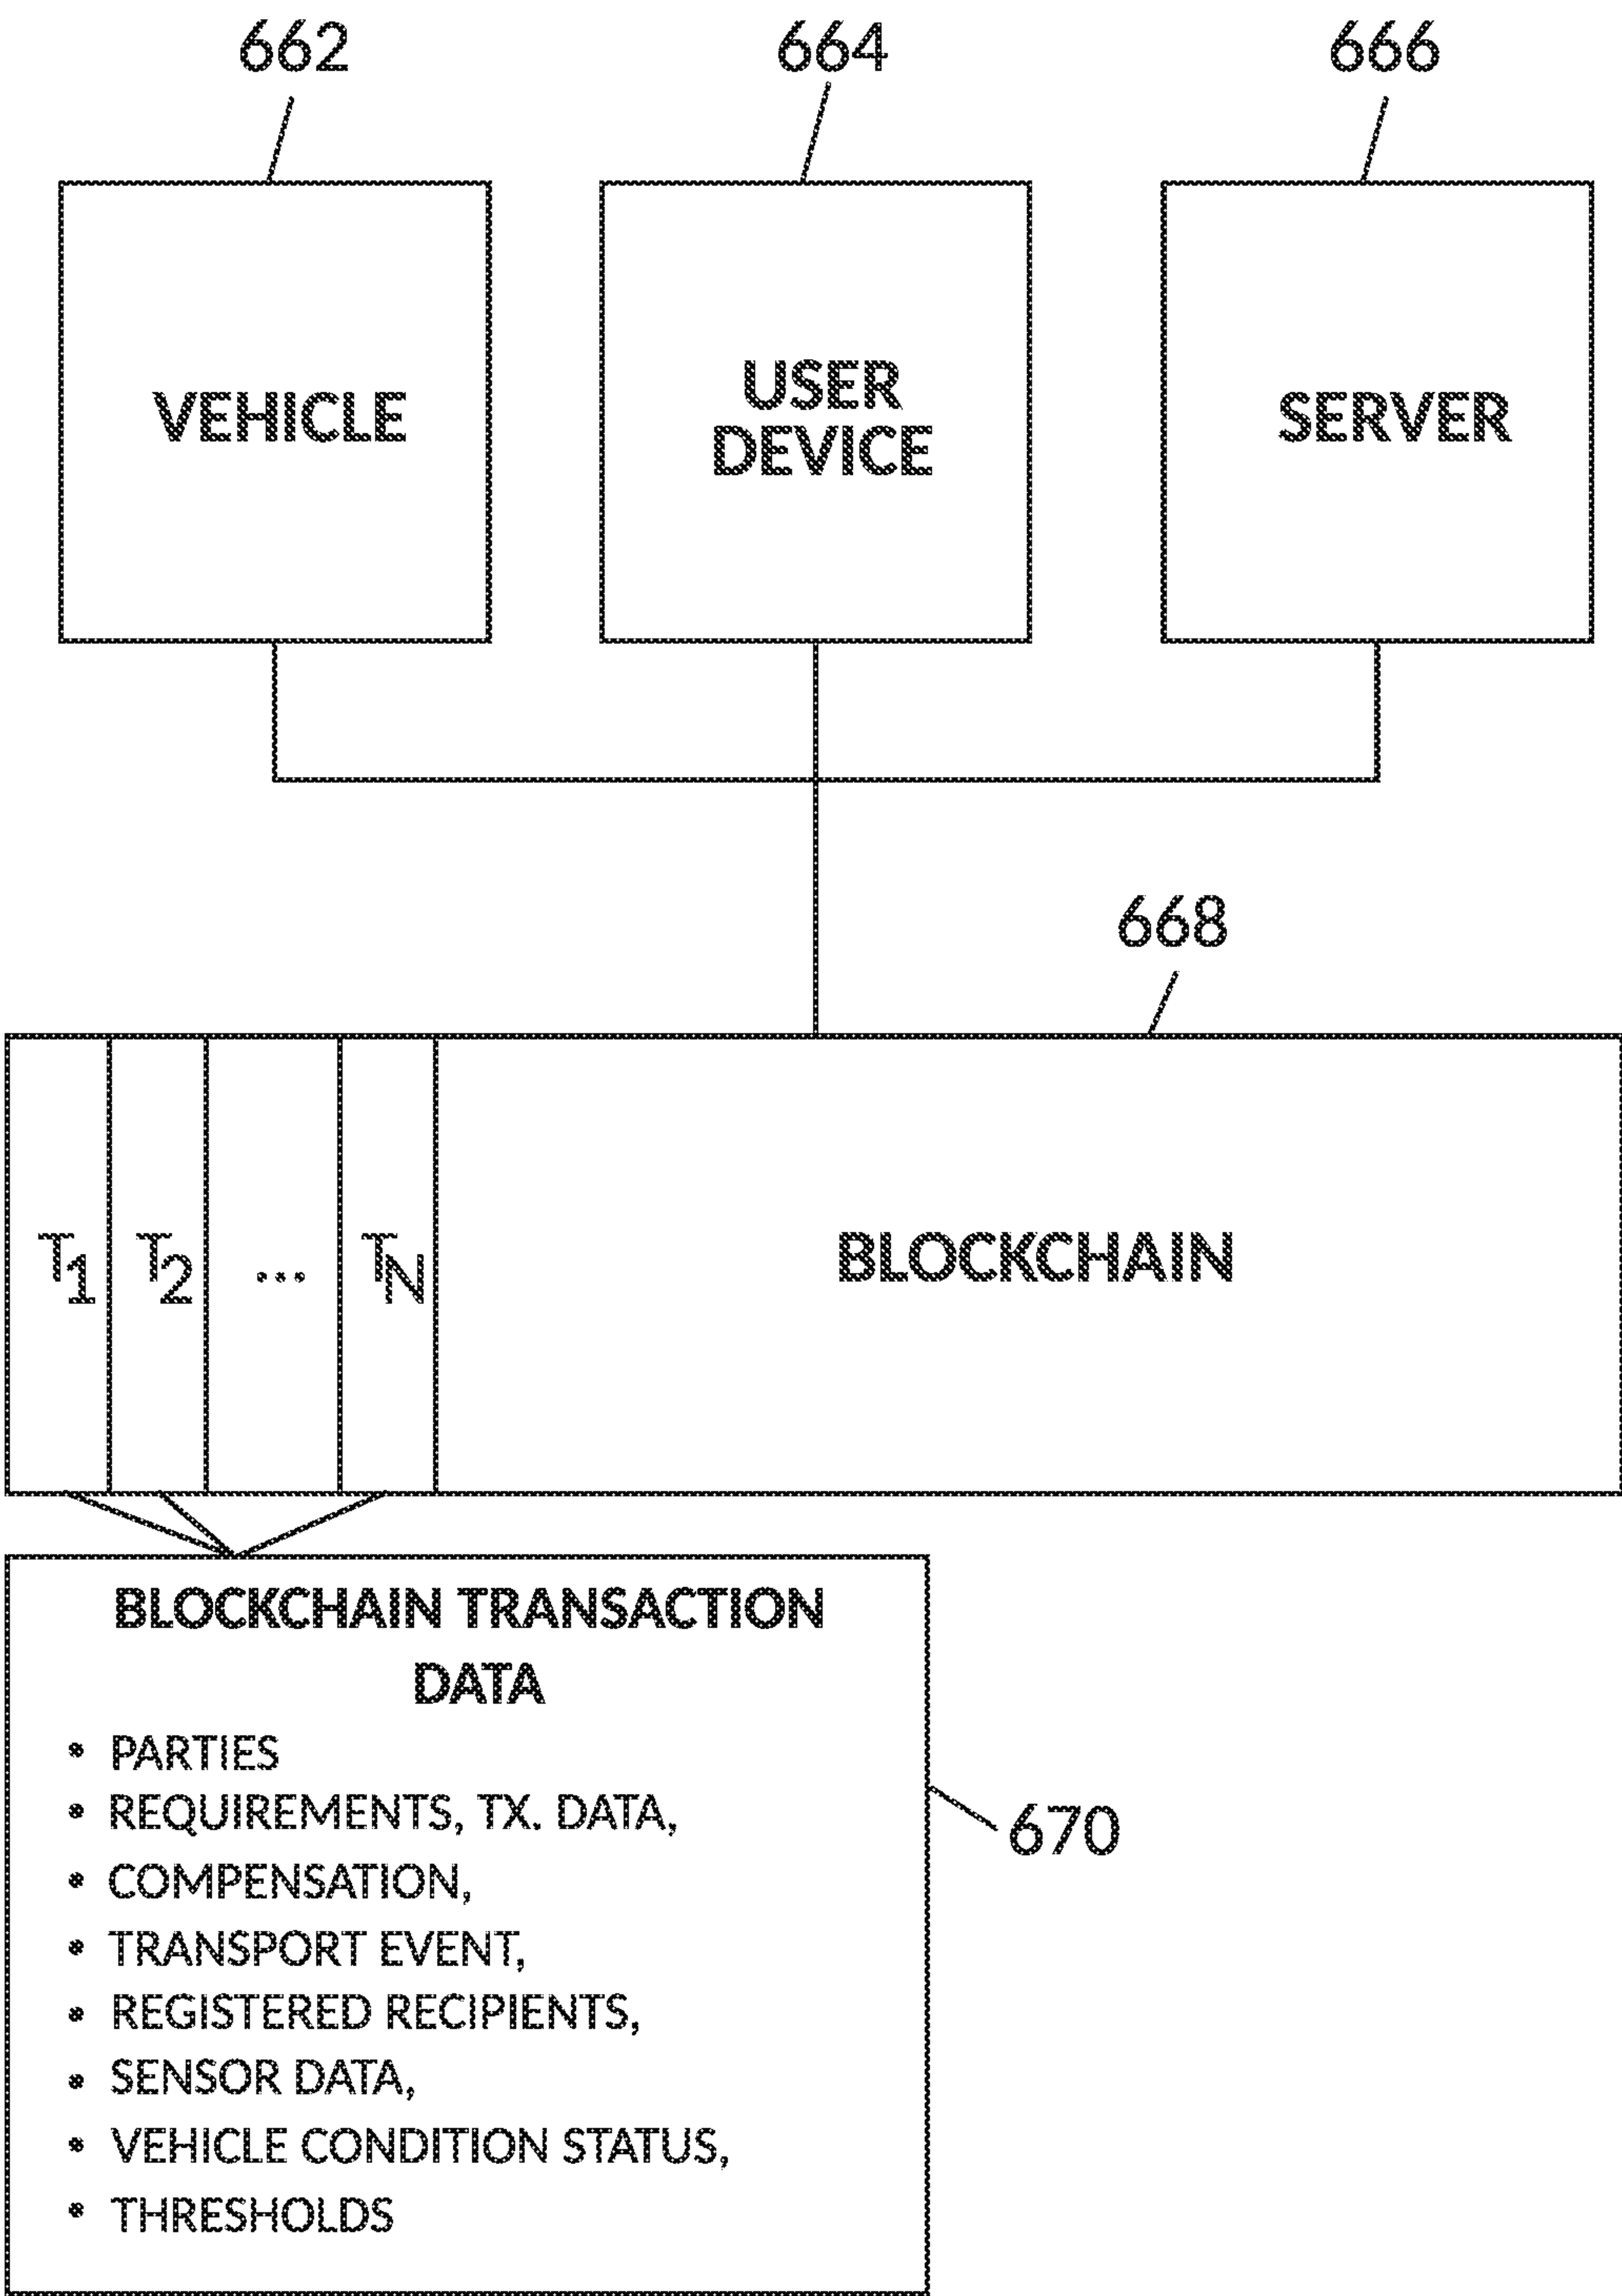 662
664
666
VEHICLE
USER
DEVICE
SERVER
668
T1
T2
...
TN
BLOCKCHAIN
BLOCKCHAIN TRANSACTION
DATA
• PARTIES
• REQUIREMENTS, TX. DATA,
• COMPENSATION,
• TRANSPORT EVENT,
• REGISTERED RECIPIENTS,
• SENSOR DATA,
• VEHICLE CONDITION STATUS,
• THRESHOLDS
670